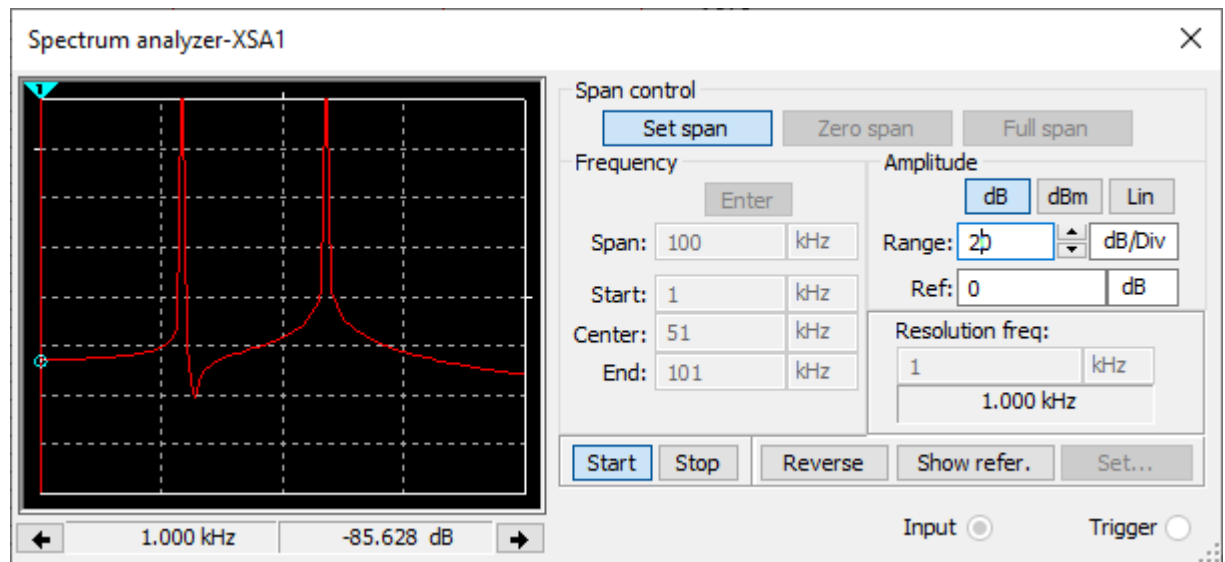 Spectrum analyzer-XSA1
1
Span control
Set span Zero span Full span
Frequency
Enter
Span: 100 kHz
Start: 1 kHz
Center: 51 kHz
End: 101 kHz
Amplitude
dB dBm Lin
Range: 20 dB/Div
Ref: 0 dB
Resolution freq:
1 kHz
1.000 kHz
Start Stop Reverse Show refer. Set...
1.000 kHz -85.628 dB
Input Trigger